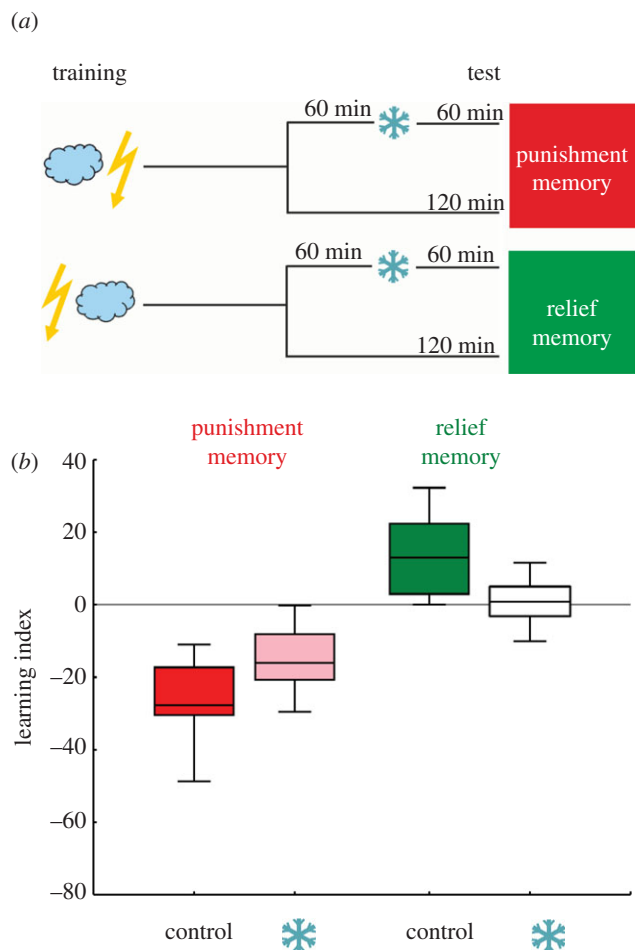 (a)
training test
60 min 60 min
punishment
memory
120 min
60 min 60 min
relief
memory
120 min
(b)
punishment
memory
relief
memory
40
20
0
–20
–40
–60
–80
learning index
control control